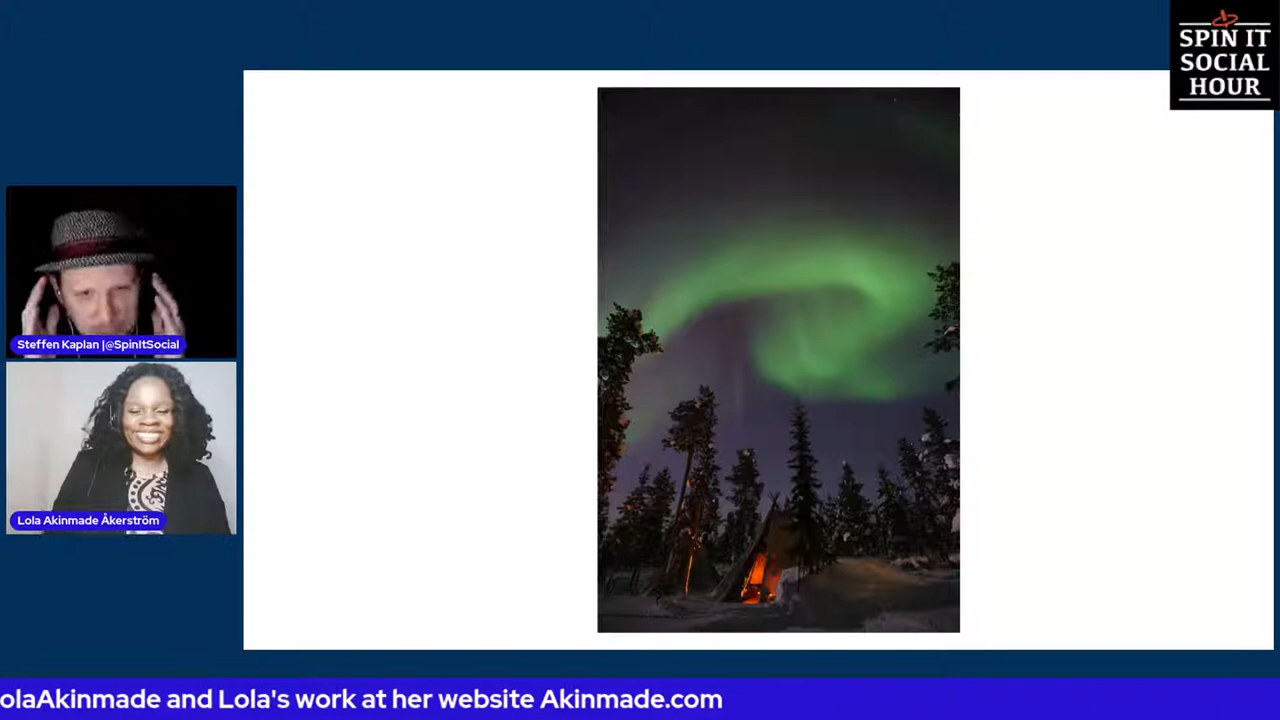 SPIN IT
SOCIAL
HOUR
Steffen Kaplan |@SpinItSocial
Lola Akinmade Åkerström
olaAkinmade and Lola's work at her website Akinmade.com